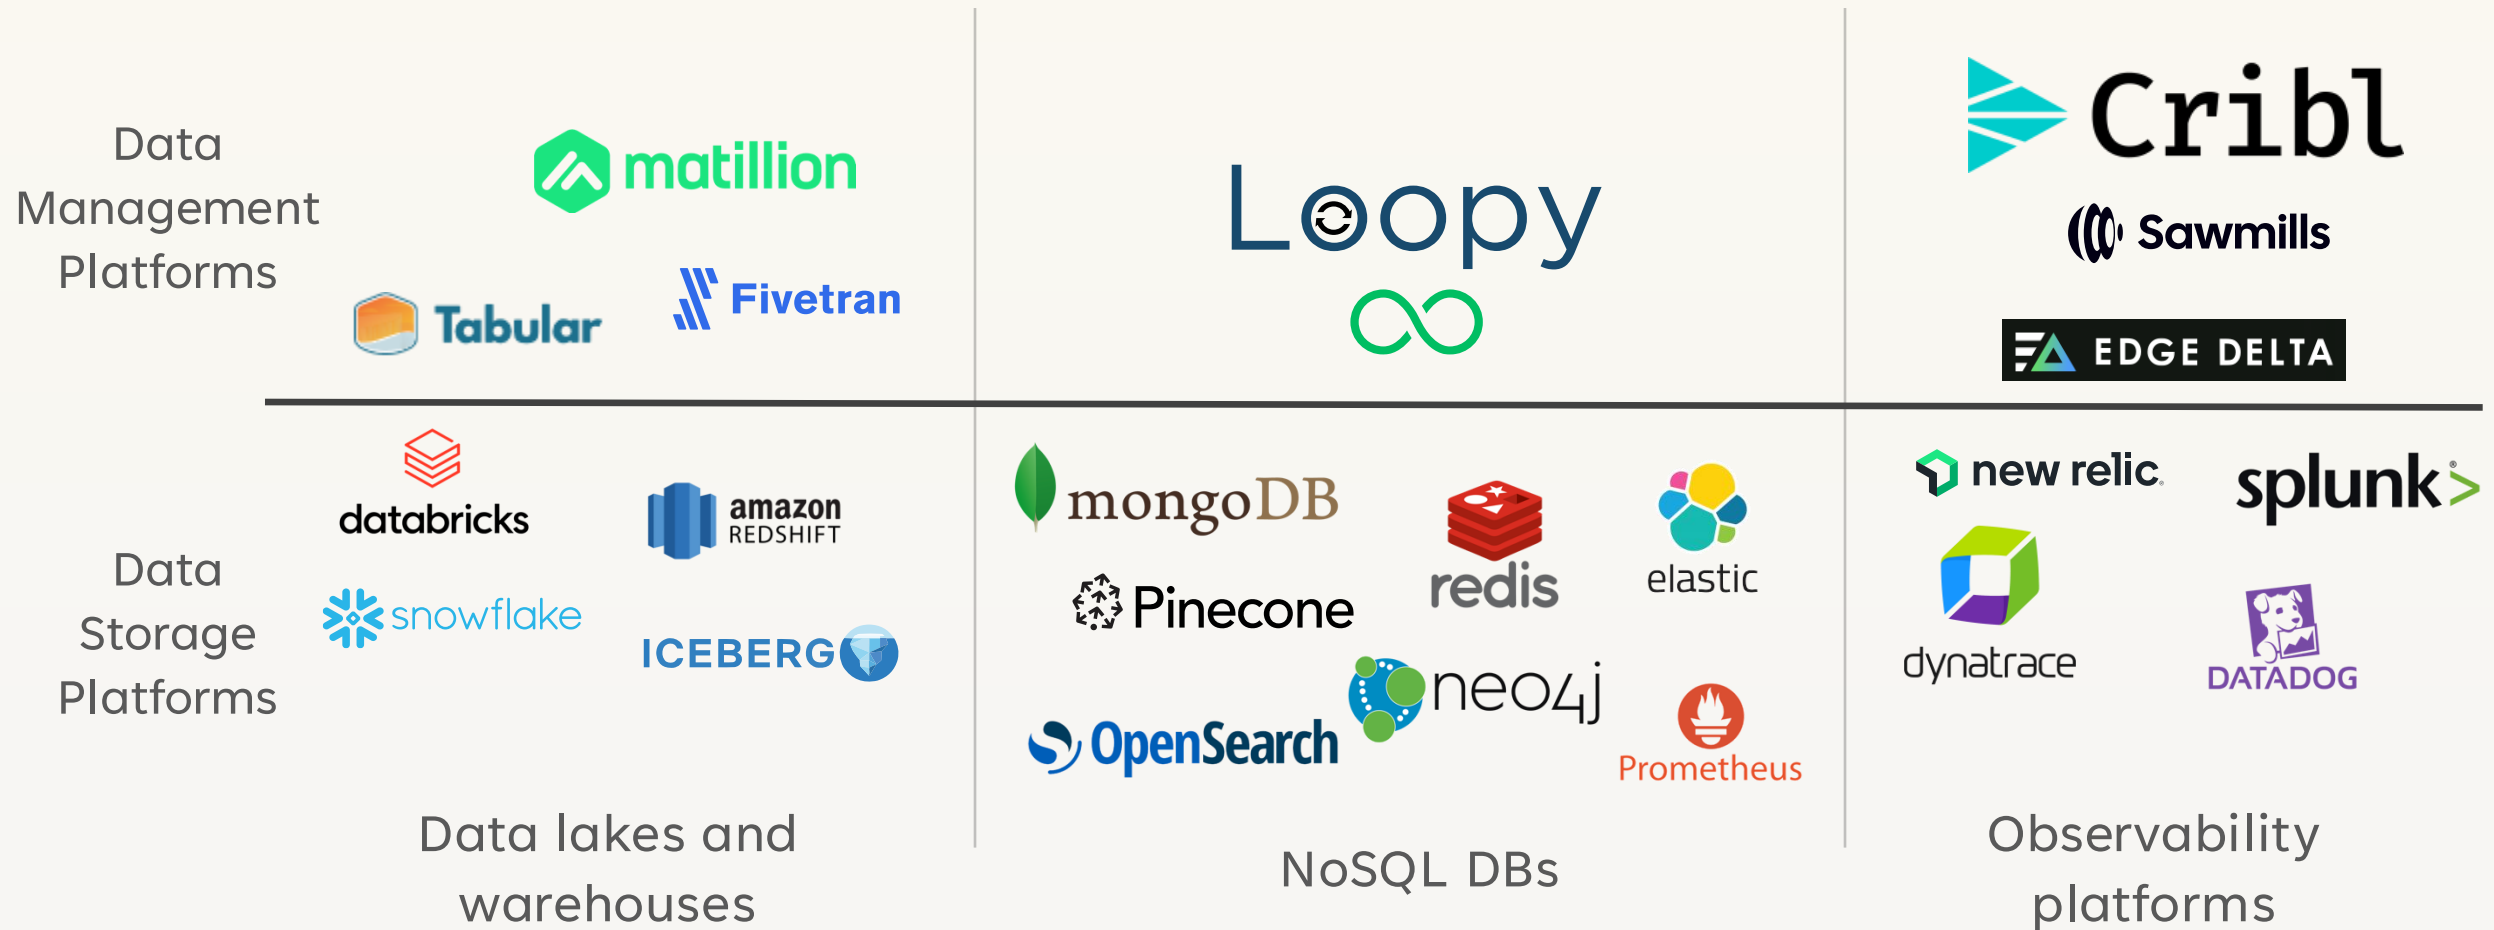 Data
Management
Platforms
matillion
Tabular
Fivetran
Loopy
Cribl
Sawmills
EDGE DELTA
Data
Storage
Platforms
databricks
amazon
REDSHIFT
snowflake
ICEBERG
mongoDB
redis
elastic
Pinecone
neo4j
OpenSearch
Prometheus
new relic®
splunk>®
dynatrace
DATADOG
Data lakes and
warehouses
NoSQL DBs
Observability
platforms